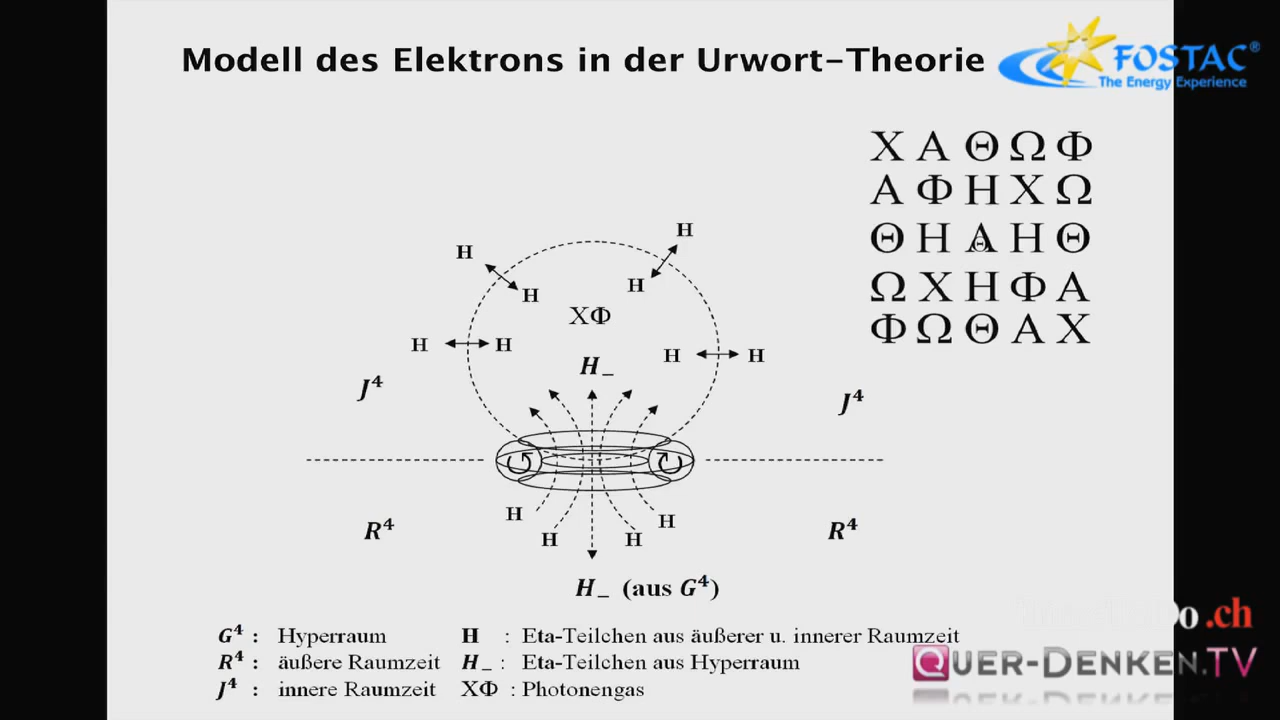 Modell des Elektrons in der Urwort-Theorie
FOSTAC®
The Energy Experience
Χ Α Θ Ω Φ
Α Φ Η Χ Ω
Θ Η Α Η Θ
Ω Χ Η Φ Α
Φ Ω Θ Α Χ
H
H
H
H
H
H
H
H
ΧΦ
H_
J⁴
J⁴
R⁴
R⁴
H
H
H
H
H_ (aus G⁴)
G⁴ : Hyperraum
R⁴ : äußere Raumzeit
J⁴ : innere Raumzeit
H : Eta-Teilchen aus äußerer u. innerer Raumzeit
H_ : Eta-Teilchen aus Hyperraum
ΧΦ : Photonengas
Do.ch
QUER-DENKEN.TV